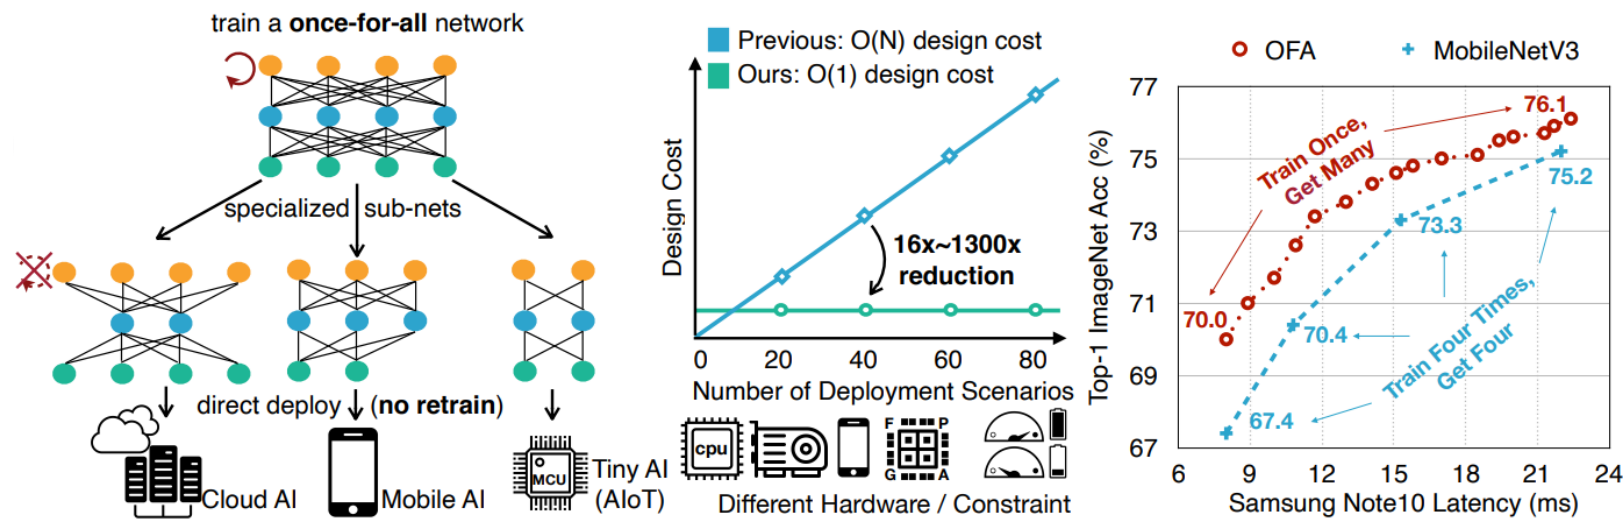 train a once-for-all network
specialized sub-nets
direct deploy (no retrain)
Cloud AI
Mobile AI
MCU
Tiny AI
(AIoT)
Previous: O(N) design cost
Ours: O(1) design cost
Design Cost
16x~1300x
reduction
0 20 40 60 80
Number of Deployment Scenarios
cpu
F P
G A
Different Hardware / Constraint
OFA MobileNetV3
Top-1 ImageNet Acc (%)
77
75
73
71
69
67
76.1
Train Once,
Get Many
75.2
73.3
70.0
70.4
Train Four Times,
Get Four
67.4
6 9 12 15 18 21 24
Samsung Note10 Latency (ms)